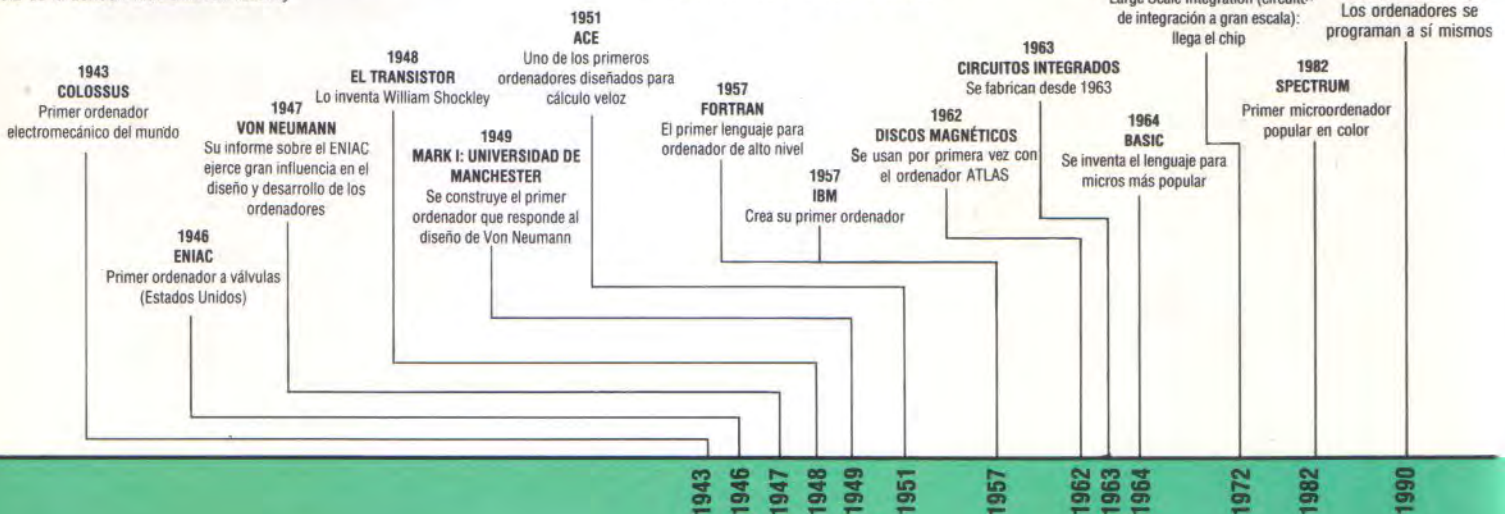 1943
COLOSSUS
Primer ordenador
electromecánico del mundo
1946
ENIAC
Primer ordenador a válvulas
(Estados Unidos)
1947
VON NEUMANN
Su informe sobre el ENIAC
ejerce gran influencia en el
diseño y desarrollo de los
ordenadores
1948
EL TRANSISTOR
Lo inventa William Shockley
1949
MARK I: UNIVERSIDAD DE
MANCHESTER
Se construye el primer
ordenador que responde al
diseño de Von Neumann
1951
ACE
Uno de los primeros
ordenadores diseñados para
cálculo veloz
1957
FORTRAN
El primer lenguaje para
ordenador de alto nivel
1957
IBM
Crea su primer ordenador
1962
DISCOS MAGNÉTICOS
Se usan por primera vez con
el ordenador ATLAS
1963
CIRCUITOS INTEGRADOS
Se fabrican desde 1963
1964
BASIC
Se inventa el lenguaje para
micros más popular
Large Scale Integration
de integración a gran escala):
llega el chip
1982
SPECTRUM
Primer microordenador
popular en color
Los ordenadores se
programan a sí mismos
1943
1946
1947
1948
1949
1951
1957
1962
1963
1964
1972
1982
1990